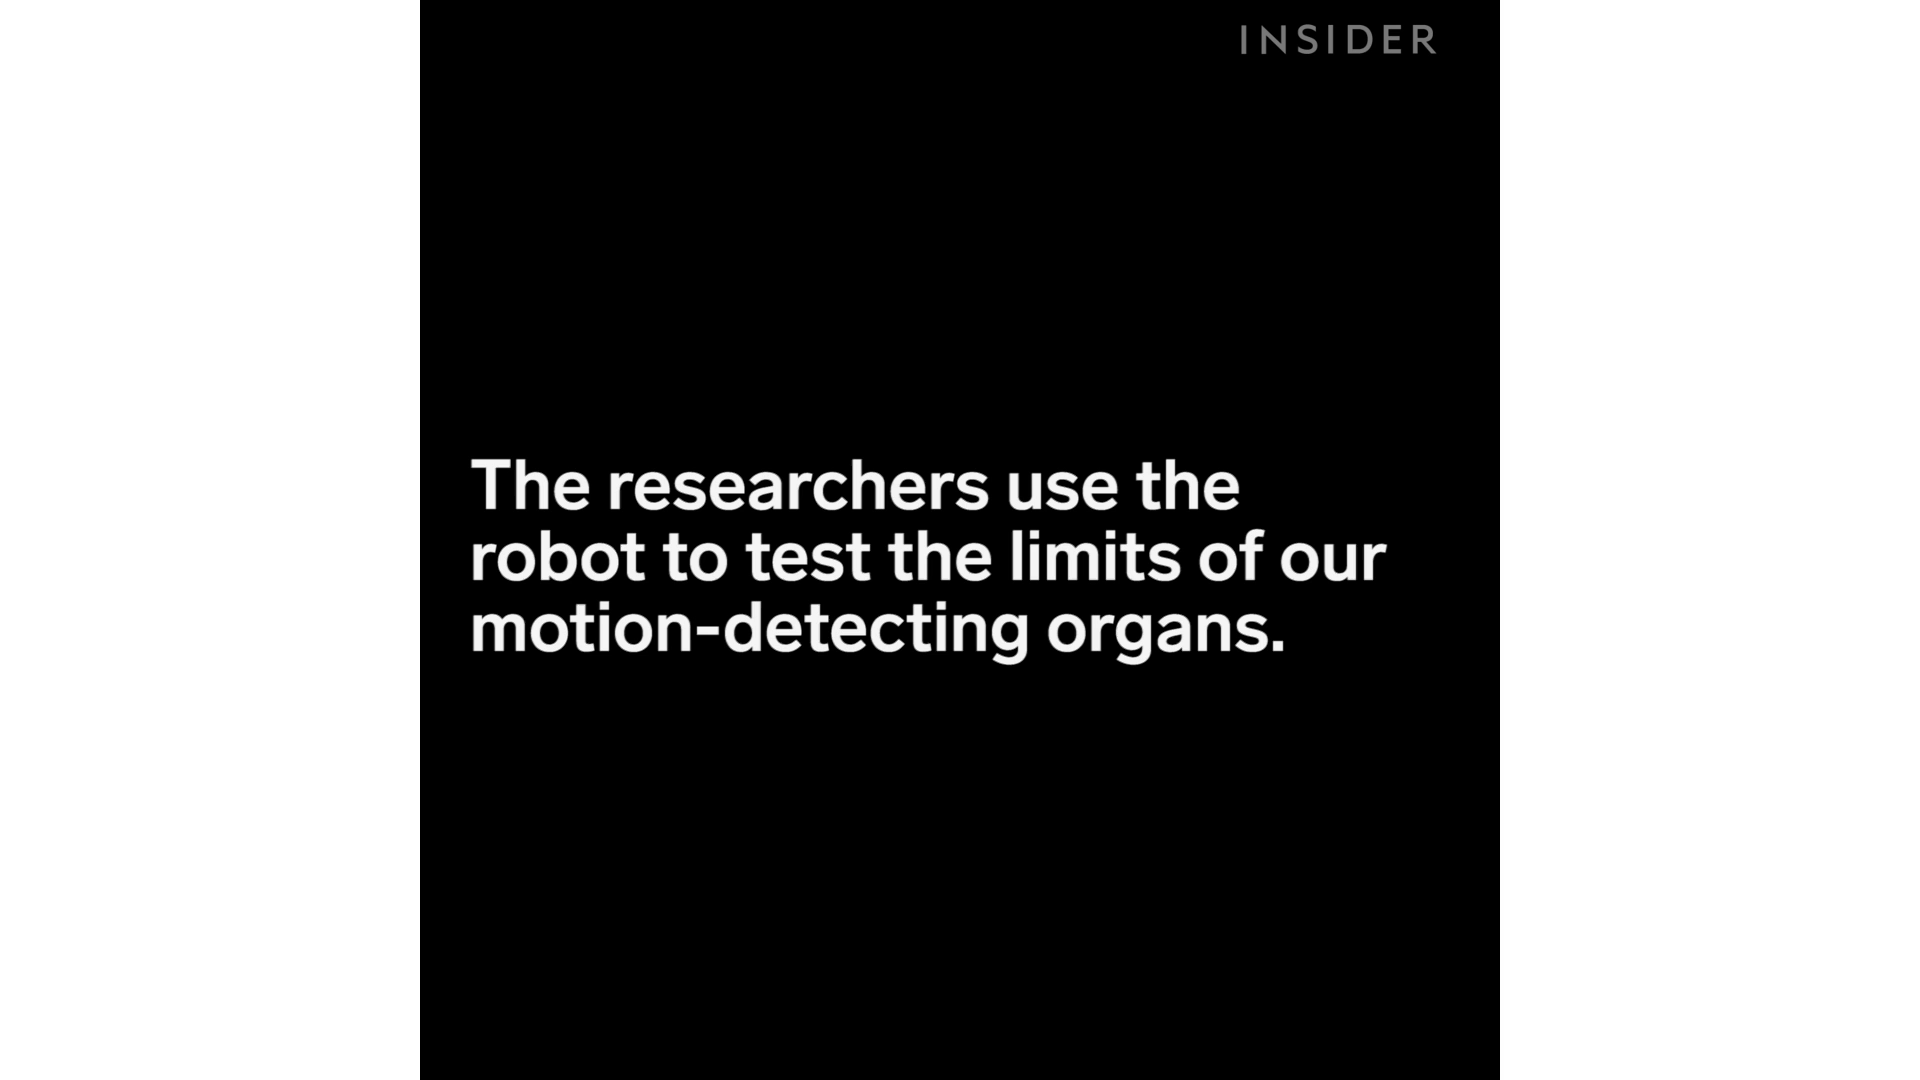 INSIDER
The researchers use the
robot to test the limits of our
motion-detecting organs.